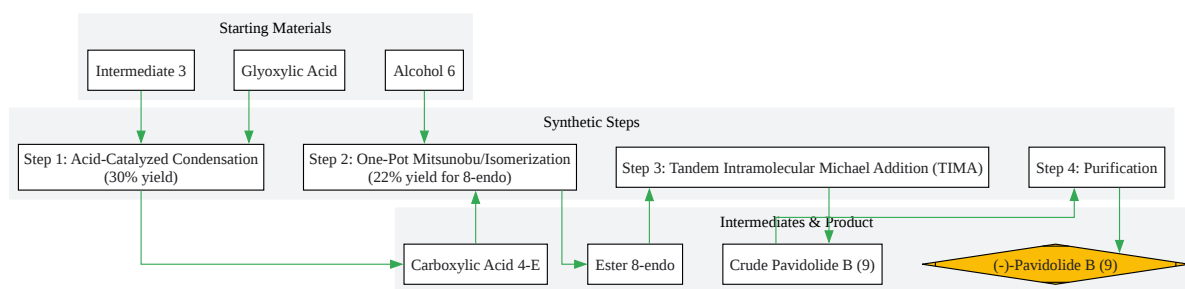 Starting Materials
Intermediate 3
Glyoxylic Acid
Alcohol 6
Synthetic Steps
Step 1: Acid-Catalyzed Condensation
(30% yield)
Step 2: One-Pot Mitsunobu/Isomerization
(22% yield for 8-endo)
Step 3: Tandem Intramolecular Michael Addition (TIMA)
Step 4: Purification
Intermediates & Product
Carboxylic Acid 4-E
Ester 8-endo
Crude Pavidolide B (9)
(-)-Pavidolide B (9)